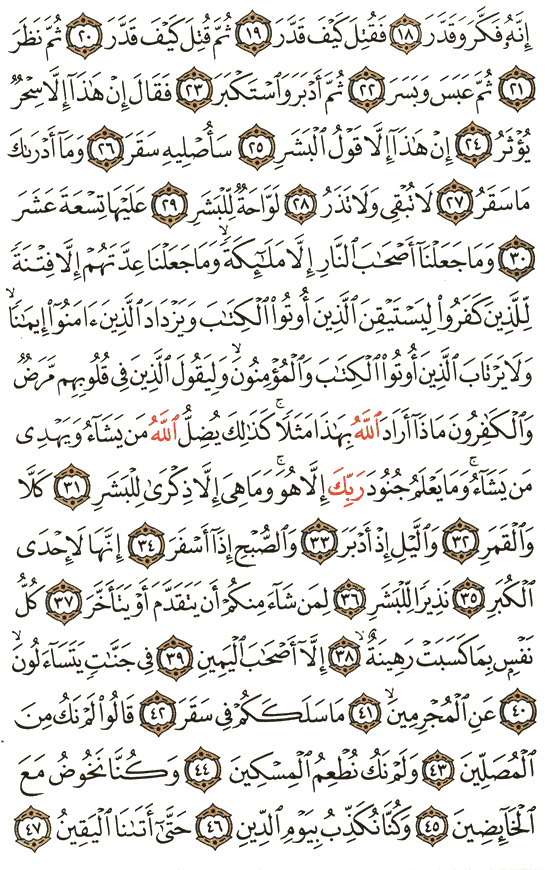 إِنَّهُۥ فَكَّرَ وَقَدَّرَ ﴿١٨﴾ فَقُتِلَ كَيۡفَ قَدَّرَ ﴿١٩﴾ ثُمَّ قُتِلَ كَيۡفَ قَدَّرَ ﴿٢٠﴾ ثُمَّ نَظَرَ
﴿٢١﴾ ثُمَّ عَبَسَ وَبَسَرَ ﴿٢٢﴾ ثُمَّ أَدۡبَرَ وَٱسۡتَكۡبَرَ ﴿٢٣﴾ فَقَالَ إِنۡ هَٰذَآ إِلَّا سِحۡرٞ
يُؤۡثَرُ ﴿٢٤﴾ إِنۡ هَٰذَآ إِلَّا قَوۡلُ ٱلۡبَشَرِ ﴿٢٥﴾ سَأُصۡلِيهِ سَقَرَ ﴿٢٦﴾ وَمَآ أَدۡرَىٰكَ
مَا سَقَرُ ﴿٢٧﴾ لَا تُبۡقِي وَلَا تَذَرُ ﴿٢٨﴾ لَوَّاحَةٞ لِّلۡبَشَرِ ﴿٢٩﴾ عَلَيۡهَا تِسۡعَةَ عَشَرَ
﴿٣٠﴾ وَمَا جَعَلۡنَآ أَصۡحَٰبَ ٱلنَّارِ إِلَّا مَلَٰٓئِكَةٗۖ وَمَا جَعَلۡنَا عِدَّتَهُمۡ إِلَّا فِتۡنَةٗ
لِّلَّذِينَ كَفَرُواْ لِيَسۡتَيۡقِنَ ٱلَّذِينَ أُوتُواْ ٱلۡكِتَٰبَ وَيَزۡدَادَ ٱلَّذِينَ ءَامَنُوٓاْ إِيمَٰنٗاۙ
وَلَا يَرۡتَابَ ٱلَّذِينَ أُوتُواْ ٱلۡكِتَٰبَ وَٱلۡمُؤۡمِنُونَۙ وَلِيَقُولَ ٱلَّذِينَ فِي قُلُوبِهِم مَّرَضٞ
وَٱلۡكَٰفِرُونَ مَاذَآ أَرَادَ ٱللَّهُ بِهَٰذَا مَثَلٗاۚ كَذَٰلِكَ يُضِلُّ ٱللَّهُ مَن يَشَآءُ وَيَهۡدِي
مَن يَشَآءُۚ وَمَا يَعۡلَمُ جُنُودَ رَبِّكَ إِلَّا هُوَۚ وَمَا هِيَ إِلَّا ذِكۡرَىٰ لِلۡبَشَرِ ﴿٣١﴾ كَلَّا
وَٱلۡقَمَرِ ﴿٣٢﴾ وَٱلَّيۡلِ إِذۡ أَدۡبَرَ ﴿٣٣﴾ وَٱلصُّبۡحِ إِذَآ أَسۡفَرَ ﴿٣٤﴾ إِنَّهَا لَإِحۡدَى
ٱلۡكُبَرِ ﴿٣٥﴾ نَذِيرٗا لِّلۡبَشَرِ ﴿٣٦﴾ لِمَن شَآءَ مِنكُمۡ أَن يَتَقَدَّمَ أَوۡ يَتَأَخَّرَ ﴿٣٧﴾ كُلُّ
نَفۡسِۭ بِمَا كَسَبَتۡ رَهِينَةٌ ﴿٣٨﴾ إِلَّآ أَصۡحَٰبَ ٱلۡيَمِينِ ﴿٣٩﴾ فِي جَنَّٰتٖ يَتَسَآءَلُونَۙ
﴿٤٠﴾ عَنِ ٱلۡمُجۡرِمِينَۙ ﴿٤١﴾ مَا سَلَكَكُمۡ فِي سَقَرَ ﴿٤٢﴾ قَالُواْ لَمۡ نَكُ مِنَ
ٱلۡمُصَلِّينَ ﴿٤٣﴾ وَلَمۡ نَكُ نُطۡعِمُ ٱلۡمِسۡكِينَ ﴿٤٤﴾ وَكُنَّا نَخُوضُ مَعَ
ٱلۡخَآئِضِينَ ﴿٤٥﴾ وَكُنَّا نُكَذِّبُ بِيَوۡمِ ٱلدِّينِ ﴿٤٦﴾ حَتَّىٰٓ أَتَىٰنَا ٱلۡيَقِينُ ﴿٤٧﴾